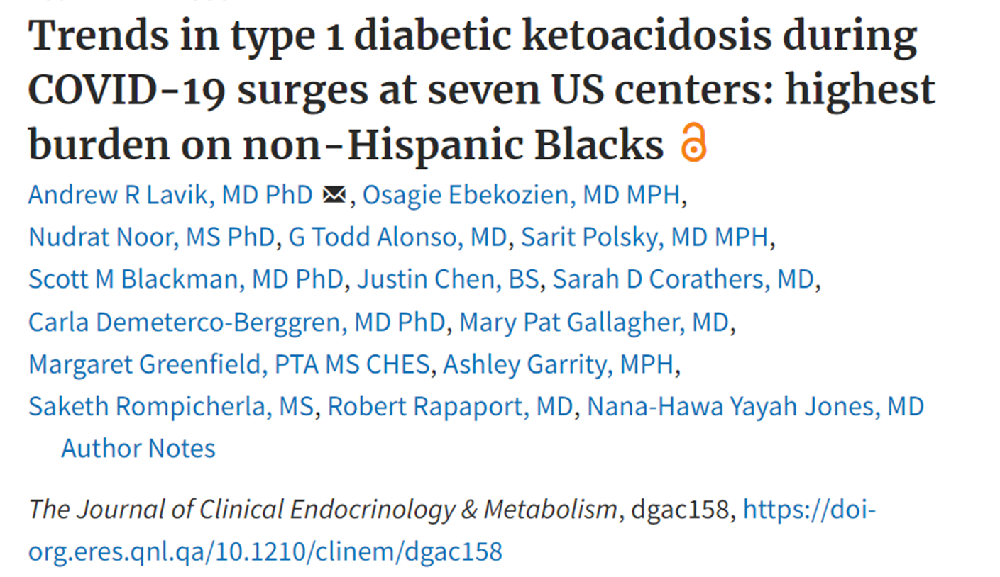 Trends in type 1 diabetic ketoacidosis during
COVID-19 surges at seven US centers: highest
burden on non-Hispanic Blacks
Andrew R Lavik, MD PhD, Osagie Ebekozien, MD MPH,
Nudrat Noor, MS PhD, G Todd Alonso, MD, Sarit Polsky, MD MPH,
Scott M Blackman, MD PhD, Justin Chen, BS, Sarah D Corathers, MD,
Carla Demeterco-Berggren, MD PhD, Mary Pat Gallagher, MD,
Margaret Greenfield, PTA MS CHES, Ashley Garrity, MPH,
Saketh Rompicherla, MS, Robert Rapaport, MD, Nana-Hawa Yayah Jones, MD
Author Notes
The Journal of Clinical Endocrinology & Metabolism, dgac158, https://doi-
org.eres.qnl.qa/10.1210/clinem/dgac158